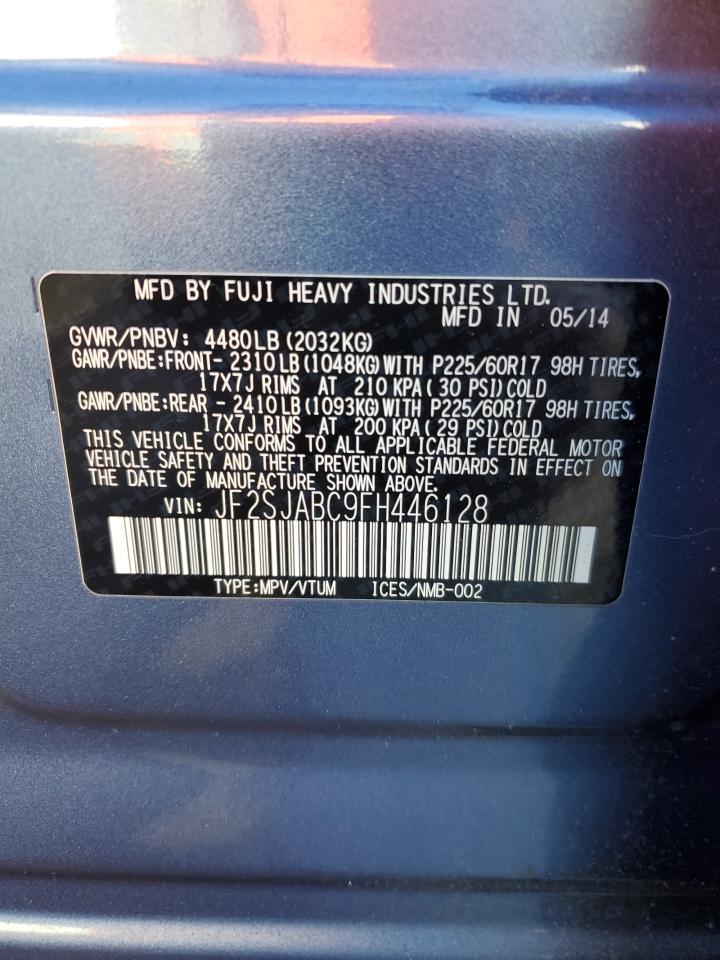 MFD BY FUJI HEAVY INDUSTRIES LTD.
MFD IN 05/14
GVWR/PNBV: 4480LB (2032KG)
GAWR/PNBE:FRONT- 2310LB(1048KG)WITH P225/60R17 98H TIRES,
17X7J RIMS AT 210 KPA( 30 PSI)COLD
GAWR/PNBE:REAR - 2410LB(1093KG)WITH P225/60R17 98H TIRES,
17X7J RIMS AT 200 KPA( 29 PSI)COLD
THIS VEHICLE CONFORMS TO ALL APPLICABLE FEDERAL MOTOR
VEHICLE SAFETY AND THEFT PREVENTION STANDARDS IN EFFECT ON
THE DATE OF MANUFACTURE SHOWN ABOVE.
VIN: JF2SJABC9FH446128
TYPE:MPV/VTUM ICES/NMB-002